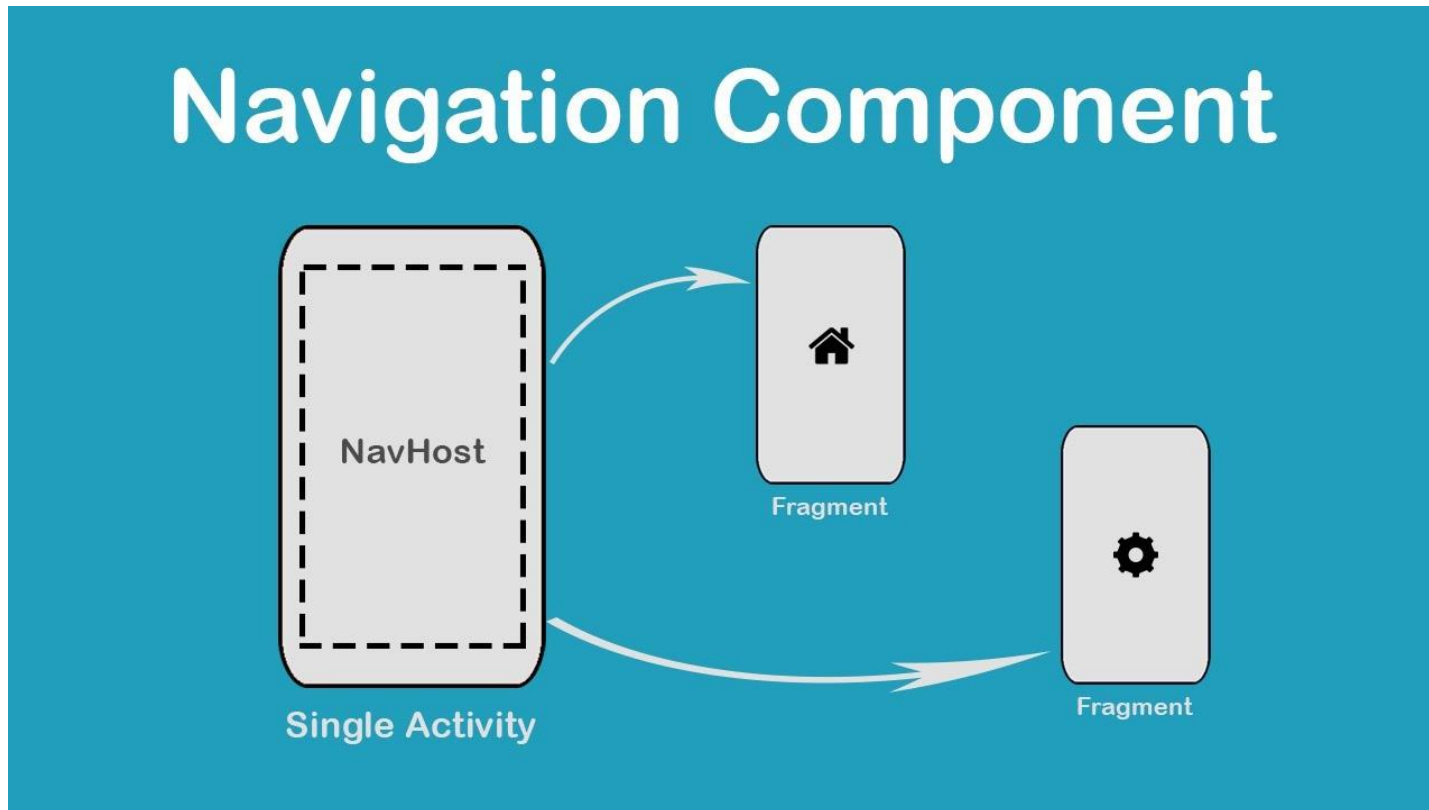 Navigation Component
NavHost
Fragment
Single Activity
Fragment